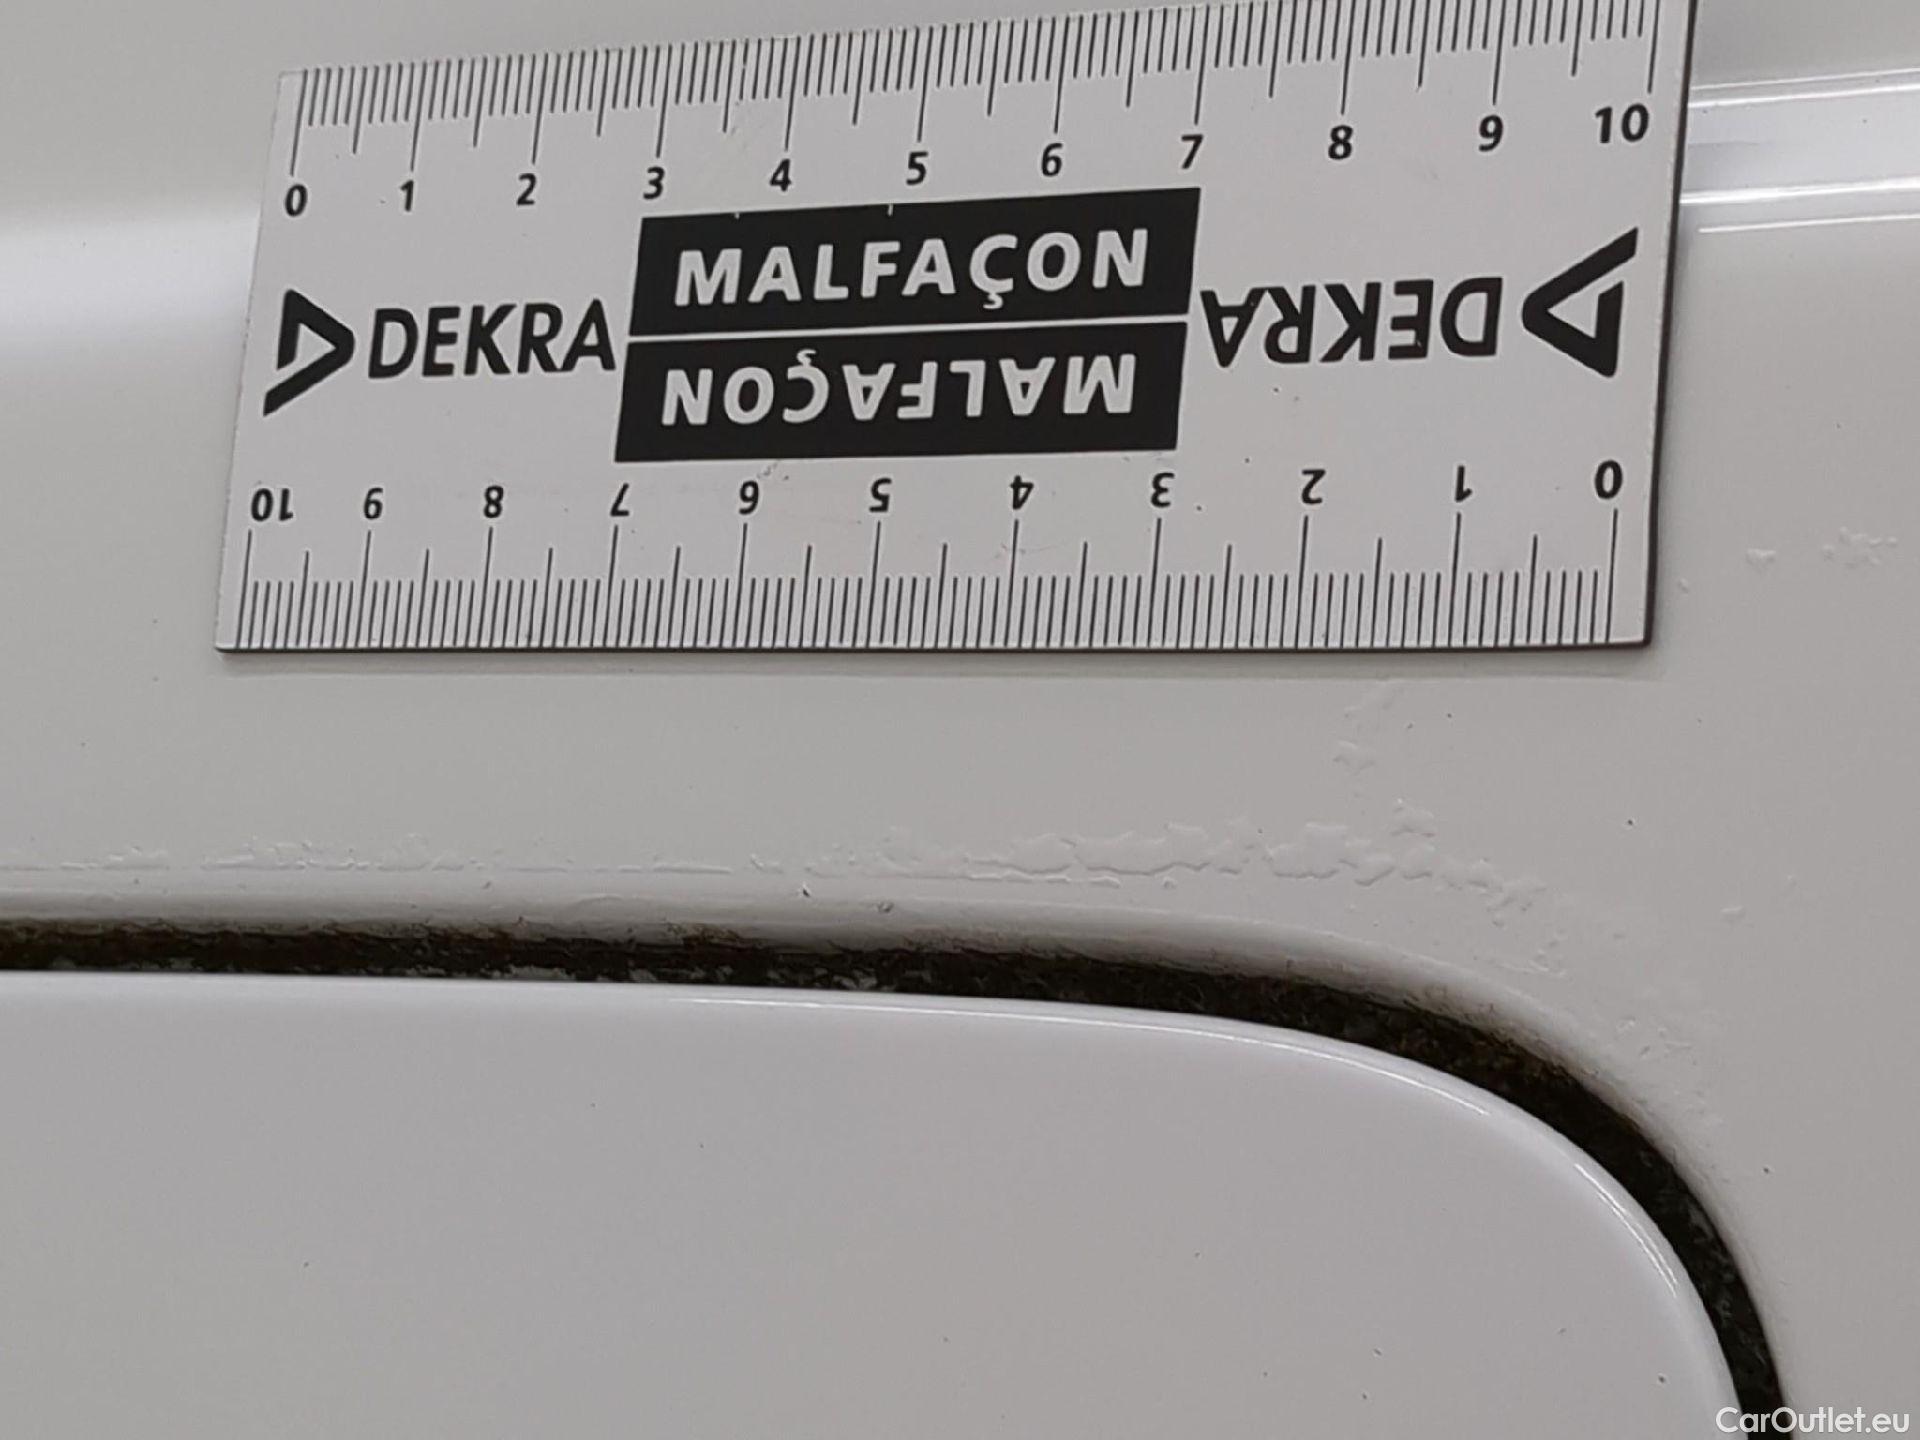 0 1 2 3 4 5 6 7 8 9 10
DEKRA MALFAÇON DEKRA
MALFAÇON
10 9 8 7 6 5 4 3 2 1 0
CarOutlet.eu